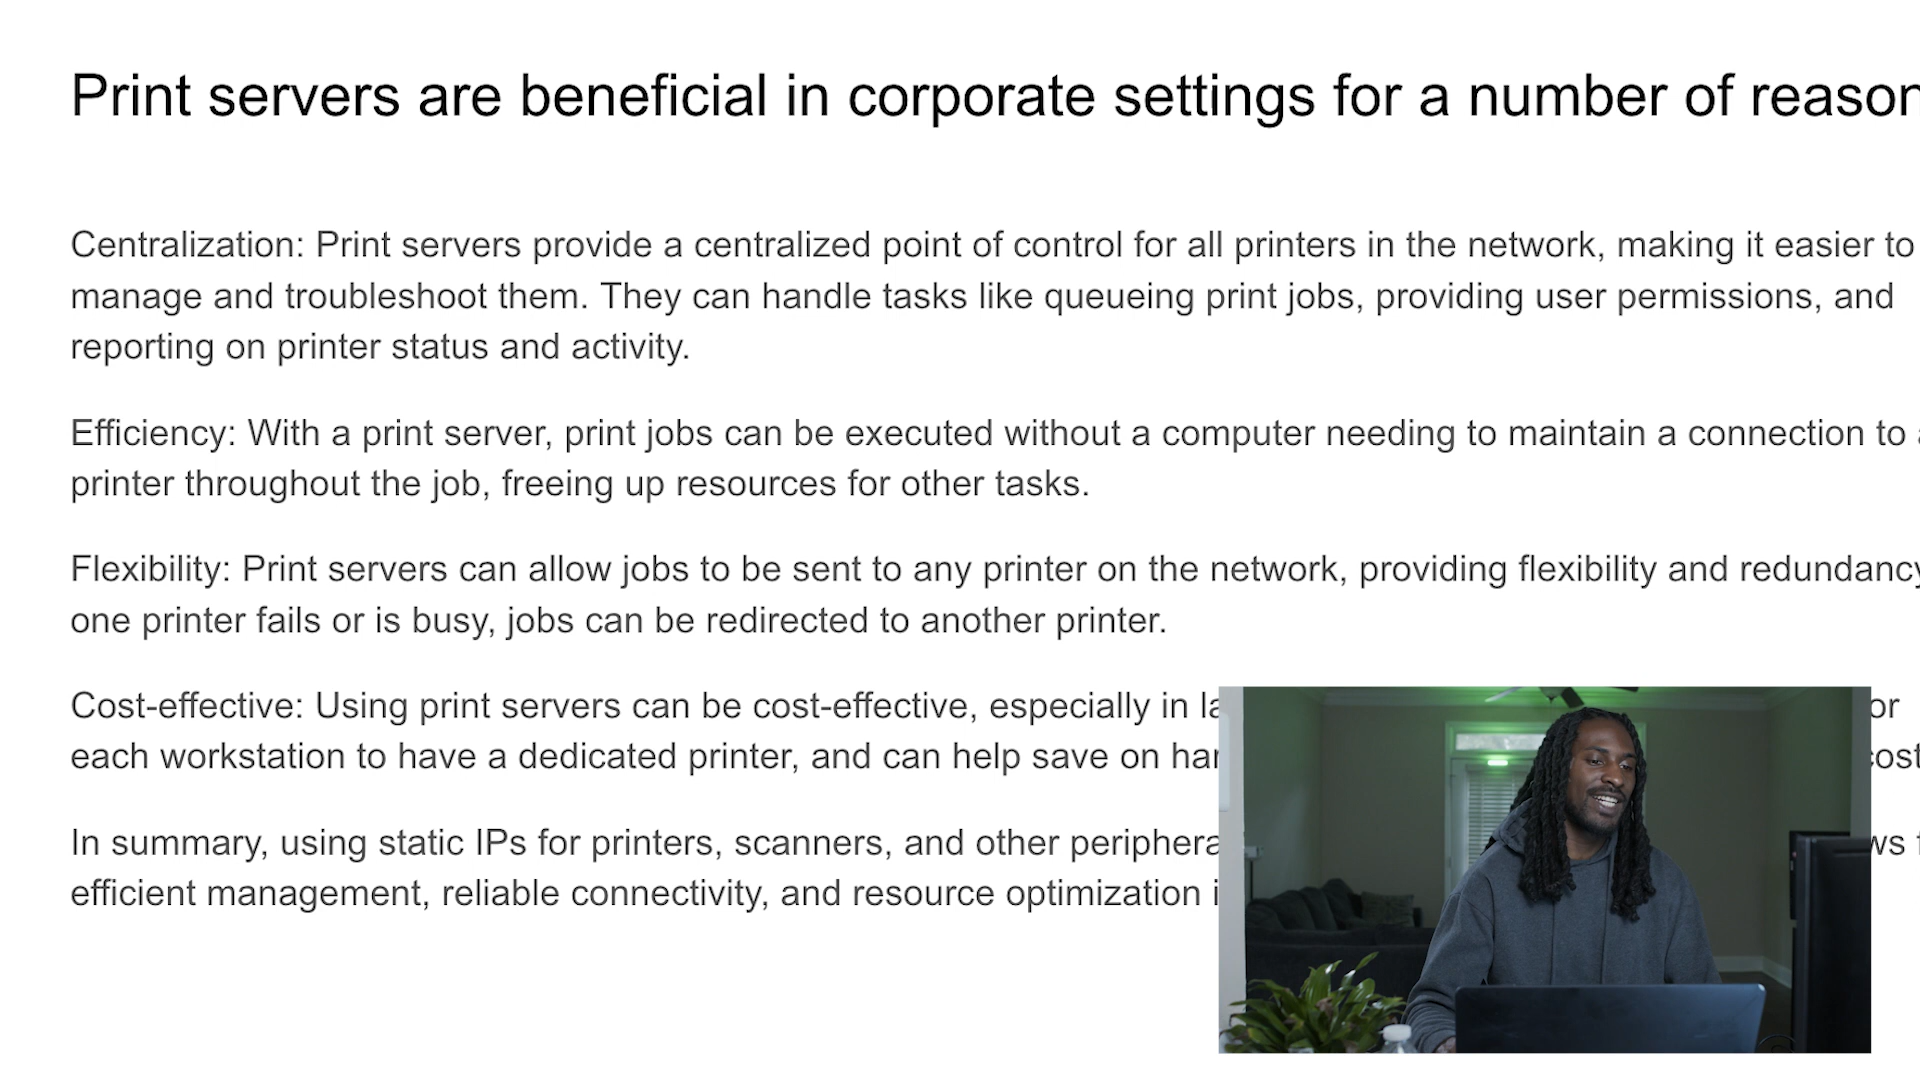 Print servers are beneficial in corporate settings for a number of
Centralization: Print servers provide a centralized point of control for all printers in the network, making it easier to
manage and troubleshoot them. They can handle tasks like queueing print jobs, providing user permissions, and
reporting on printer status and activity.
Efficiency: With a print server, print jobs can be executed without a computer needing to maintain a connection to
printer throughout the job, freeing up resources for other tasks.
Flexibility: Print servers can allow jobs to be sent to any printer on the network, providing flexibility and redundancy
one printer fails or is busy, jobs can be redirected to another printer.
Cost-effective: Using print servers can be cost-effective, especially in
each workstation to have a dedicated printer, and can help save on
In summary, using static IPs for printers, scanners, and other
efficient management, reliable connectivity, and resource optimization